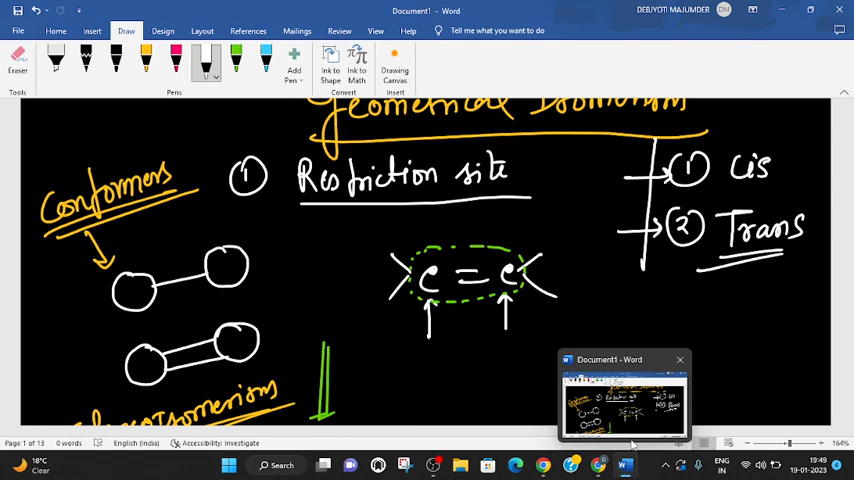 Document1 - Word
DEBJYOTI MAJUMDER
DM
File
Home
Insert
Draw
Design
Layout
References
Mailings
Review
View
Help
Tell me what you want to do
Eraser
Add
Pen
Ink to
Shape
Ink to
Math
Drawing
Canvas
Tools
Pens
Convert
Insert
Geometrical Isomerism
Conformers
① Restriction site
① Cis
② Trans
C = C
Document1 - Word
Page 1 of 13
0 words
English (India)
Accessibility: Investigate
164%
18°C
Clear
Search
ENG
IN
19:49
19-01-2023
4